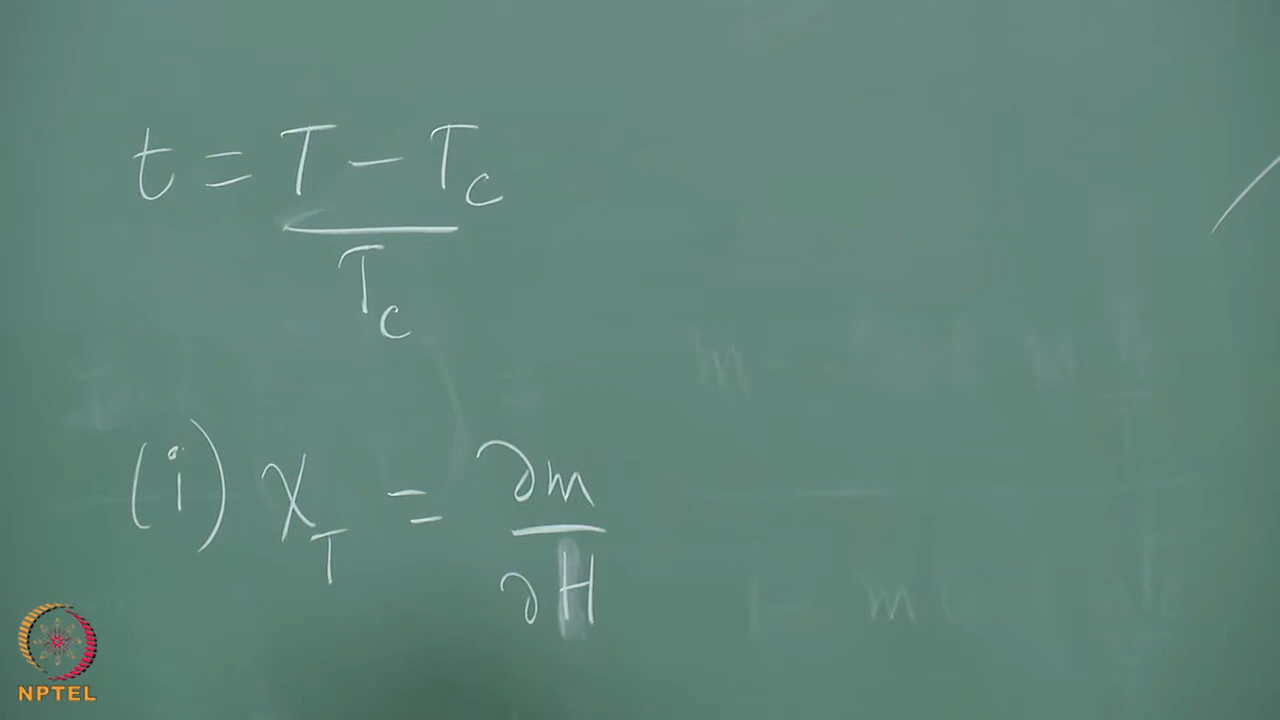 t = T - T_C / T_C
(i) χ_T = ∂m / ∂H
NPTEL